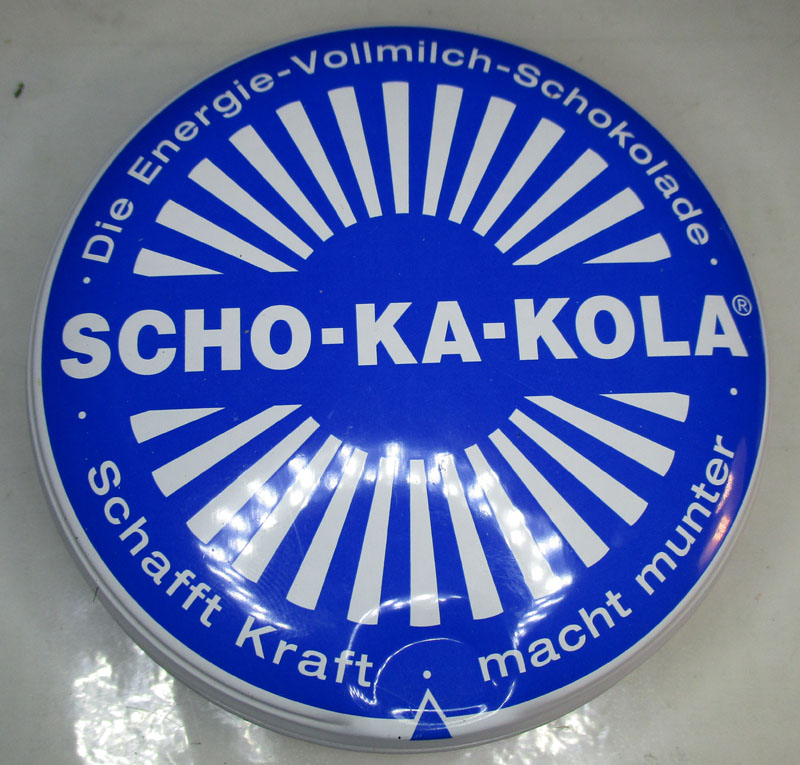 Die Energie-Vollmilch-Schokolade
SCHO-KA-KOLA®
Schafft Kraft · macht munter